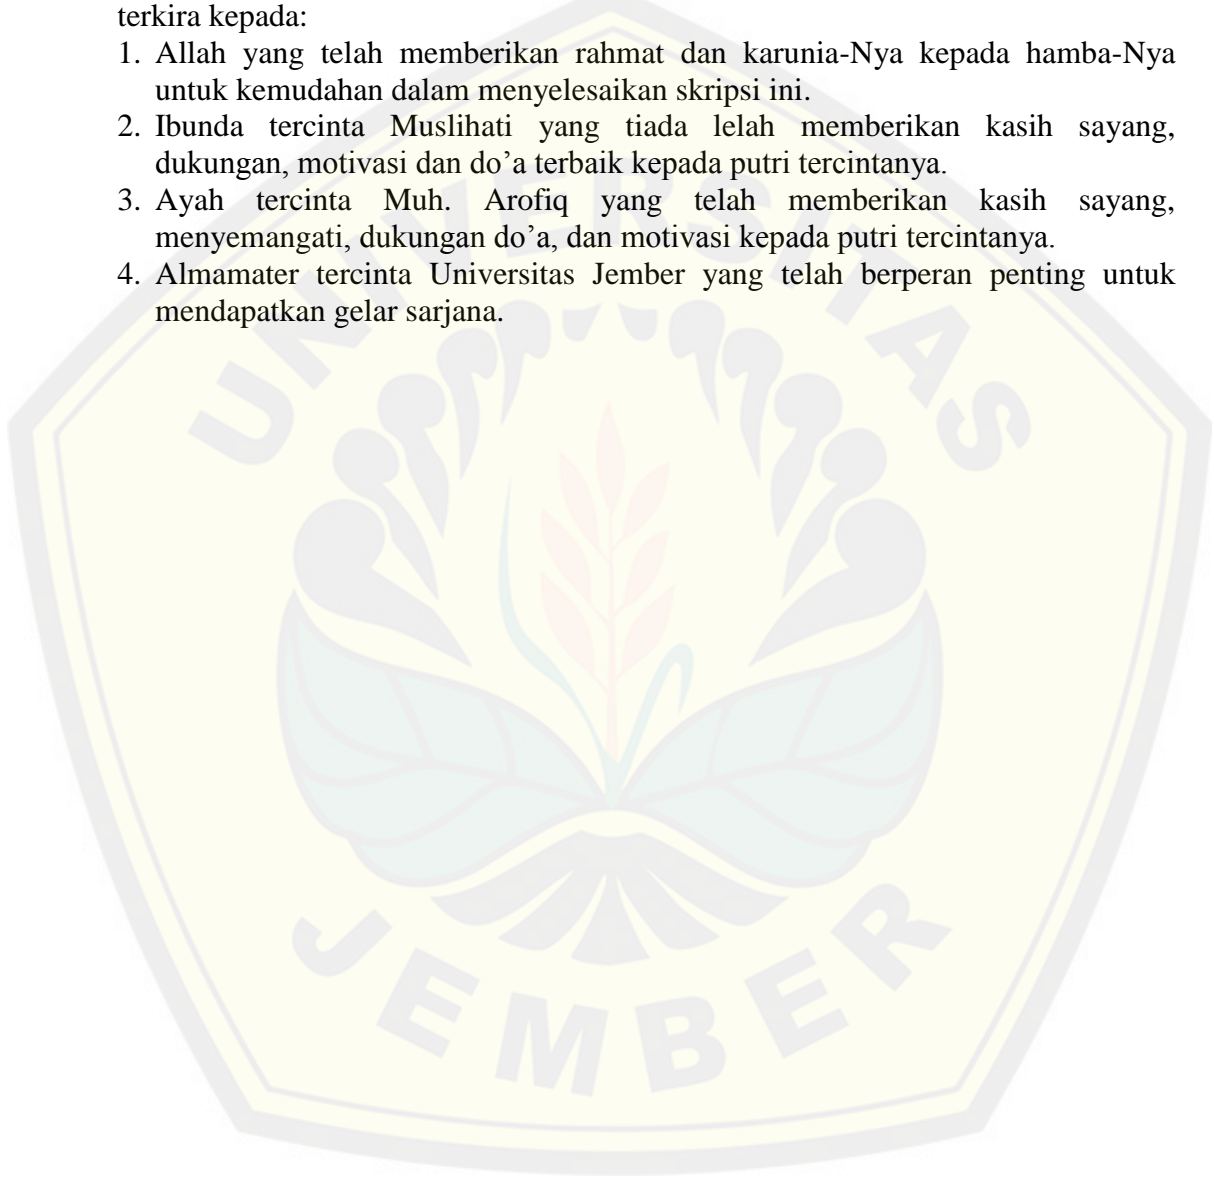 terkira kepada:
1. Allah yang telah memberikan rahmat dan karunia-Nya kepada hamba-Nya
untuk kemudahan dalam menyelesaikan skripsi ini.
2. Ibunda tercinta Muslihati yang tiada lelah memberikan kasih sayang,
dukungan, motivasi dan do’a terbaik kepada putri tercintanya.
3. Ayah tercinta Muh. Arofiq yang telah memberikan kasih sayang,
menyemangati, dukungan do’a, dan motivasi kepada putri tercintanya.
4. Almamater tercinta Universitas Jember yang telah berperan penting untuk
mendapatkan gelar sarjana.
UNIVERSITAS
JEMBER